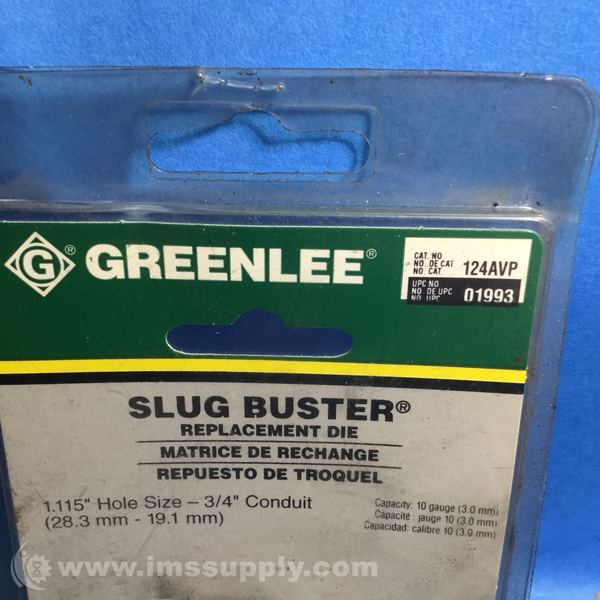 G® GREENLEE®
CAT. NO.
NO. DE CAT.
NO. CAT.
124AVP
UPC NO
NO. DE UPC
NO. UPC
01993
SLUG BUSTER®
REPLACEMENT DIE
MATRICE DE RECHANGE
REPUESTO DE TROQUEL
1.115" Hole Size – 3/4" Conduit
(28.3 mm - 19.1 mm)
Capacity: 10 gauge (3.0 mm)
Capacité : jauge 10 (3.0 mm)
Capacidad: calibre 10 (3.0 mm)
www.imssupply.com/